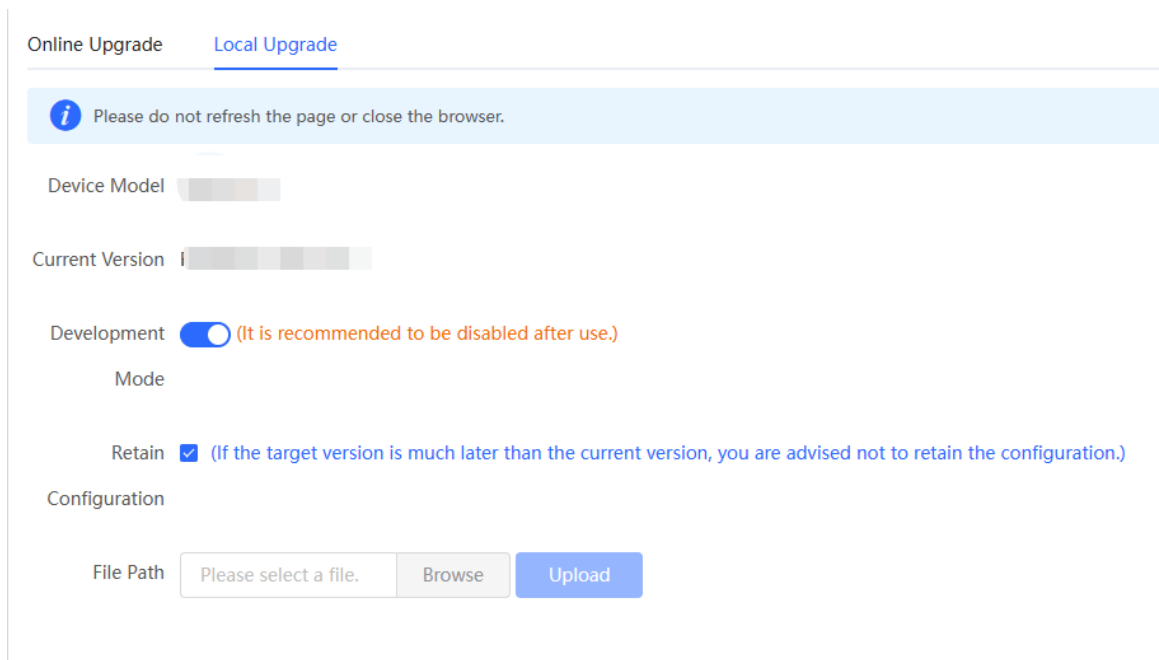 Online Upgrade Local Upgrade
Please do not refresh the page or close the browser.
Device Model
Current Version
Development (It is recommended to be disabled after use.)
Mode
Retain (If the target version is much later than the current version, you are advised not to retain the configuration.)
Configuration
File Path Please select a file. Browse Upload